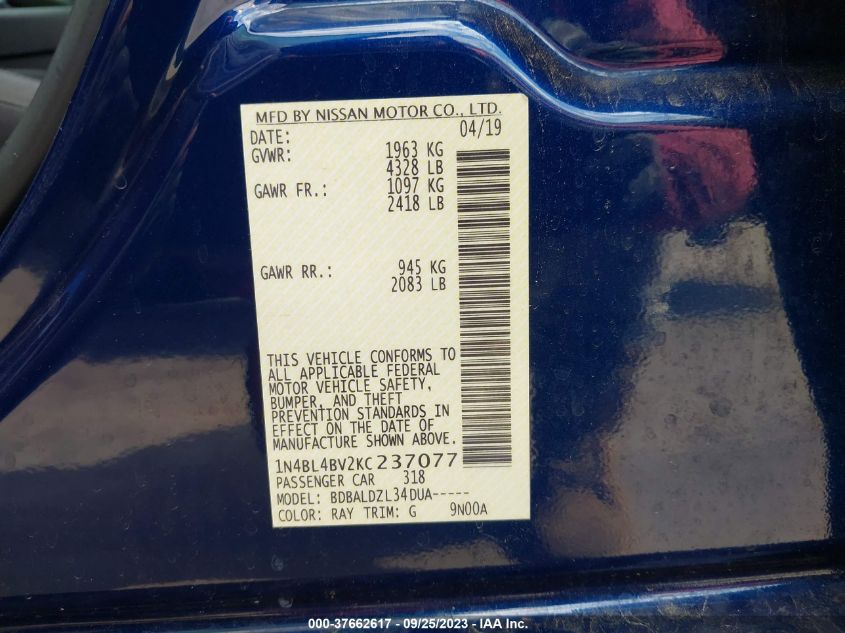 MFD BY NISSAN MOTOR CO., LTD.
DATE: 04/19
GVWR: 1963 KG
4328 LB
GAWR FR.: 1097 KG
2418 LB
GAWR RR.: 945 KG
2083 LB
THIS VEHICLE CONFORMS TO
ALL APPLICABLE FEDERAL
MOTOR VEHICLE SAFETY,
BUMPER, AND THEFT
PREVENTION STANDARDS IN
EFFECT ON THE DATE OF
MANUFACTURE SHOWN ABOVE.
1N4BL4BV2KC237077
PASSENGER CAR 318
MODEL: BDBALDZL34DUA-----
COLOR: RAY TRIM: G 9N00A
000-37662617 - 09/25/2023 - Copyright © 2023, IAA, Inc.